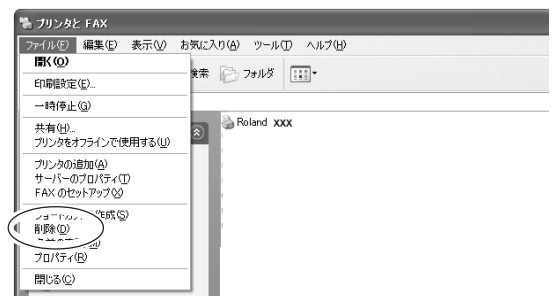 プリンタと FAX
ファイル(F) 編集(E) 表示(V) お気に入り(A) ツール(T) ヘルプ(H)
開く(O)
検索 フォルダ
印刷設定(E)...
一時停止(G)
Roland xxx
共有(H)...
プリンタをオフラインで使用する(U)
プリンタの追加(A)
サーバーのプロパティ(T)
FAX のセットアップ(X)
作成(S)
削除(D)
プロパティ(R)
閉じる(C)